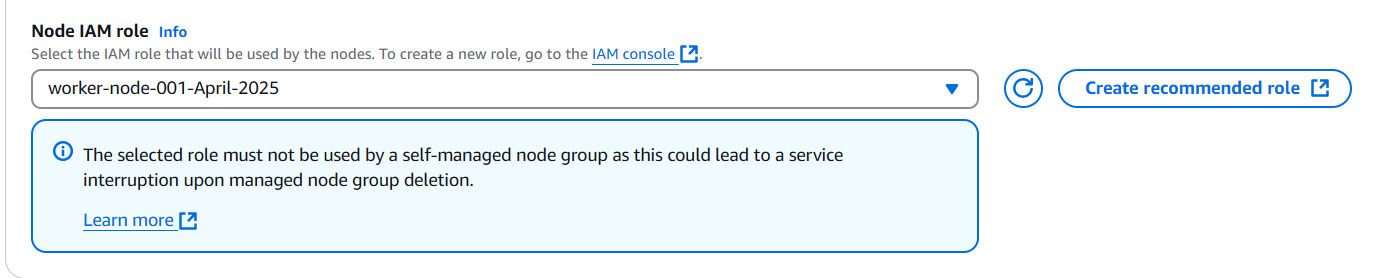 Node IAM role Info
Select the IAM role that will be used by the nodes. To create a new role, go to the IAM console.
worker-node-001-April-2025
Create recommended role
The selected role must not be used by a self-managed node group as this could lead to a service
interruption upon managed node group deletion.
Learn more